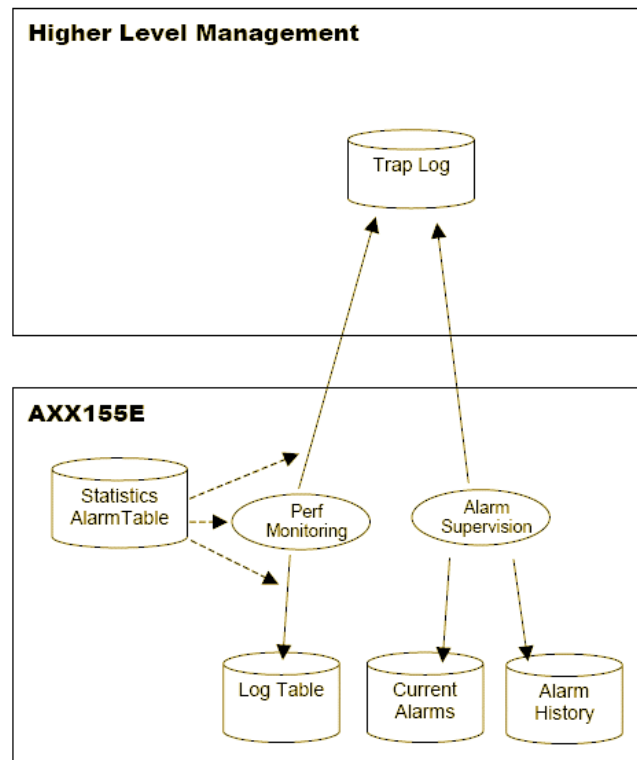 Higher Level Management
Trap Log
AXX155E
Statistics
AlarmTable
Perf
Monitoring
Alarm
Supervision
Log Table
Current
Alarms
Alarm
History